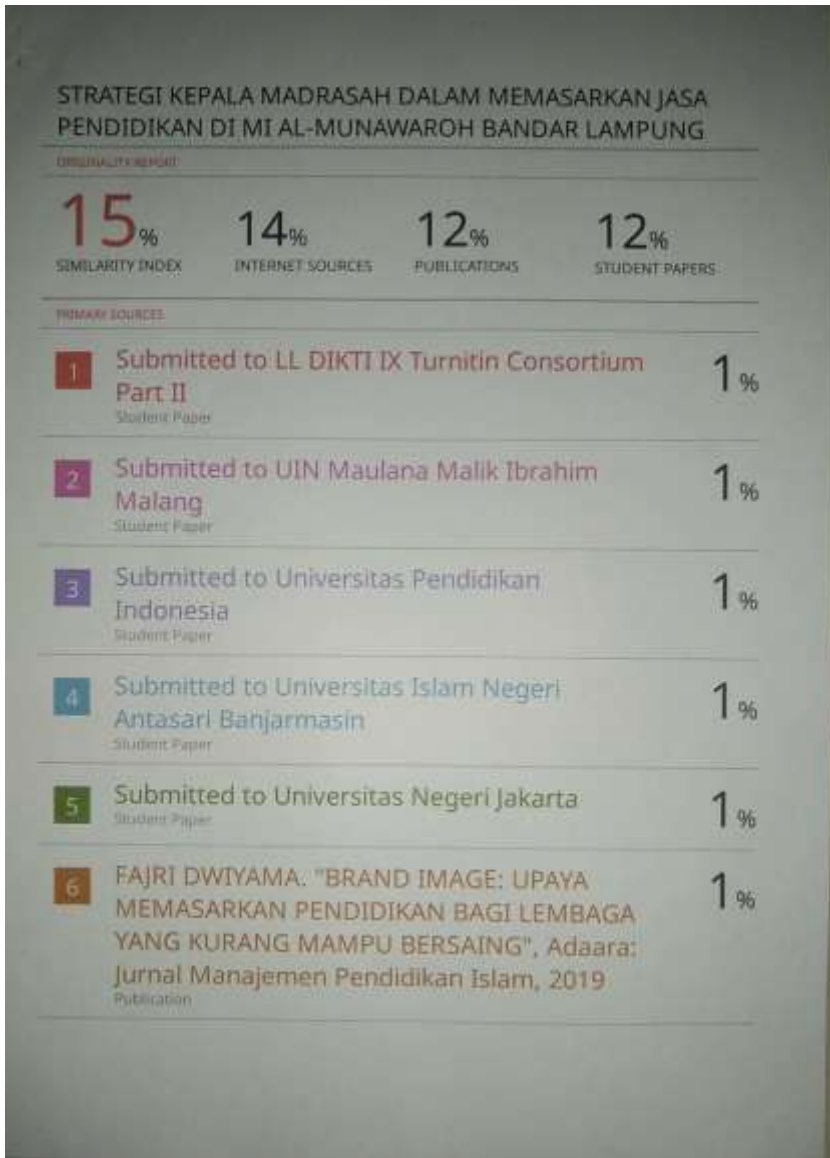 STRATEGI KEPALA MADRASAH DALAM MEMASARKAN JASA
PENDIDIKAN DI MI AL-MUNAWAROH BANDAR LAMPUNG
ORIGINALITY REPORT
15% 14% 12% 12%
SIMILARITY INDEX INTERNET SOURCES PUBLICATIONS STUDENT PAPERS
PRIMARY SOURCES
1 Submitted to LL DIKTI IX Turnitin Consortium 1%
Part II
Student Paper
2 Submitted to UIN Maulana Malik Ibrahim 1%
Malang
Student Paper
3 Submitted to Universitas Pendidikan 1%
Indonesia
Student Paper
4 Submitted to Universitas Islam Negeri 1%
Antasari Banjarmasin
Student Paper
5 Submitted to Universitas Negeri Jakarta 1%
Student Paper
6 FAJRI DWIYAMA. "BRAND IMAGE: UPAYA 1%
MEMASARKAN PENDIDIKAN BAGI LEMBAGA
YANG KURANG MAMPU BERSAING", Adaara:
Jurnal Manajemen Pendidikan Islam, 2019
Publication